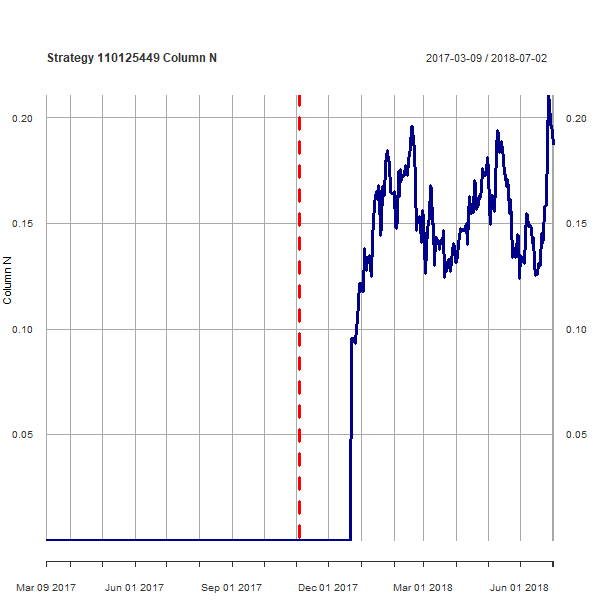 Strategy 110125449 Column N
2017-03-09 / 2018-07-02
0.20
0.20
0.15
0.15
Column N
0.10
0.10
0.05
0.05
Mar 09 2017
Jun 01 2017
Sep 01 2017
Dec 01 2017
Mar 01 2018
Jun 01 2018